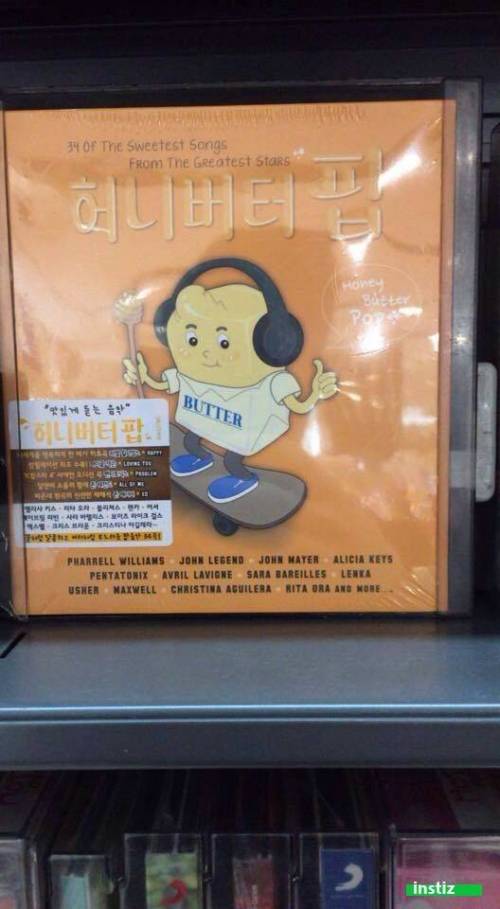 34 Of The Sweetest Songs
From The Greatest Stars
허니버터 팝
Honey
Butter
Pop
BUTTER
"맛있게 듣는 음악"
허니버터 팝
HAPPY
LOVING YOU
PROBLEM
ALL OF ME
XO
PHARRELL WILLIAMS JOHN LEGEND JOHN MAYER ALICIA KEYS
PENTATONIX AVRIL LAVIGNE SARA BAREILLES LENKA
USHER MAXWELL CHRISTINA AGUILERA RITA ORA AND MORE...
instiz